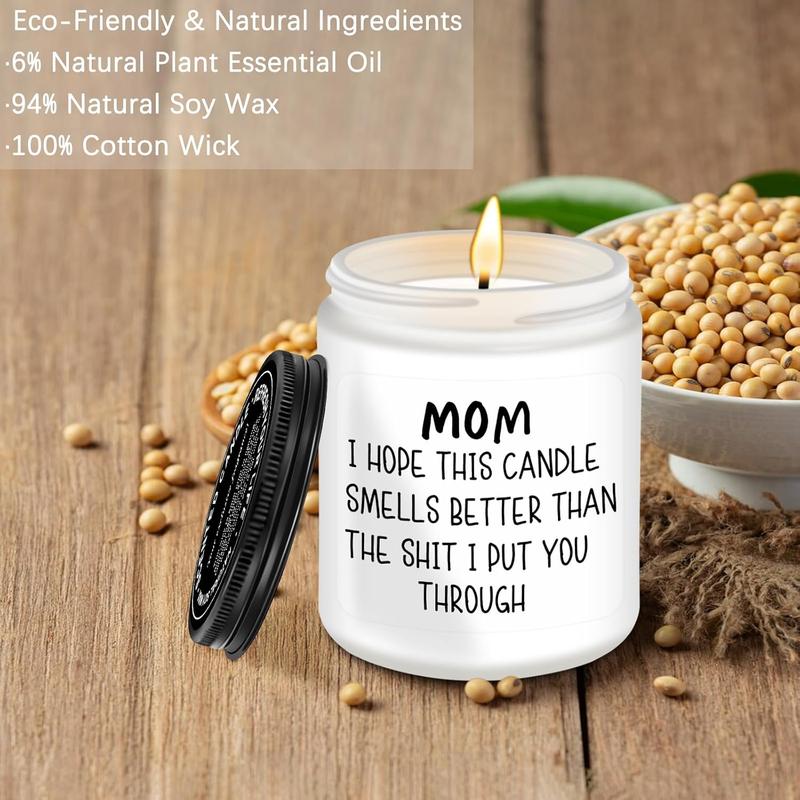 Eco-Friendly & Natural Ingredients
·6% Natural Plant Essential Oil
·94% Natural Soy Wax
·100% Cotton Wick
MOM
I HOPE THIS CANDLE
SMELLS BETTER THAN
THE SHIT I PUT YOU
THROUGH